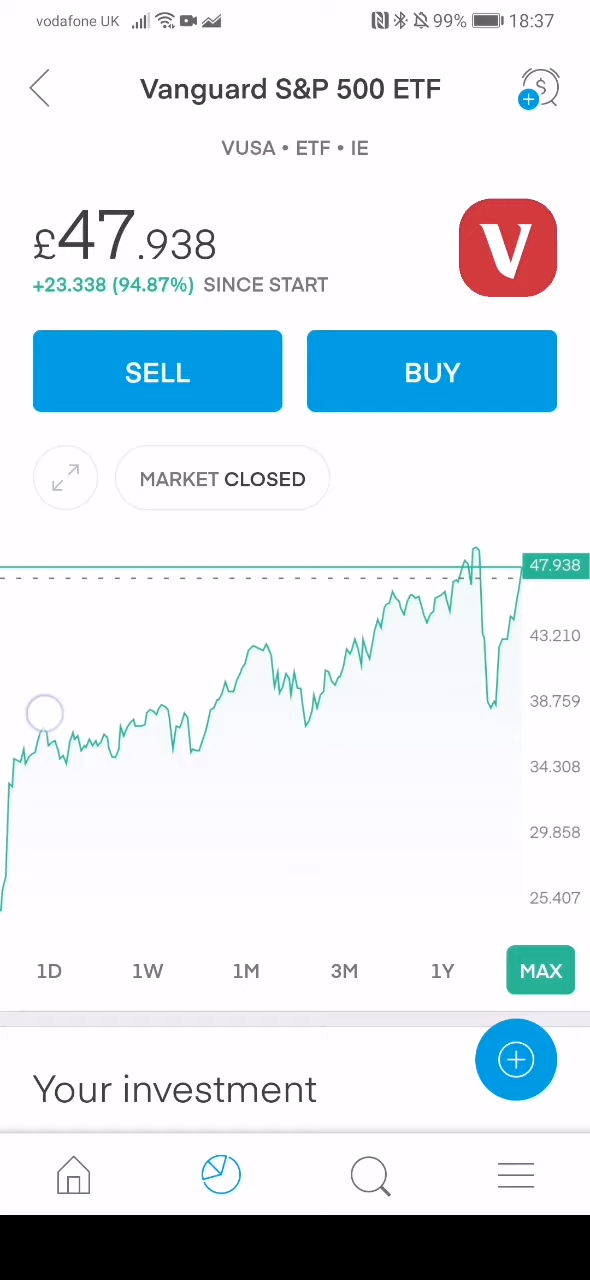 vodafone UK 99% 18:37
Vanguard S&P 500 ETF
VUSA • ETF • IE
£47.938
+23.338 (94.87%) SINCE START
SELL BUY
MARKET CLOSED
47.938
43.210
38.759
34.308
29.858
25.407
1D 1W 1M 3M 1Y MAX
Your investment